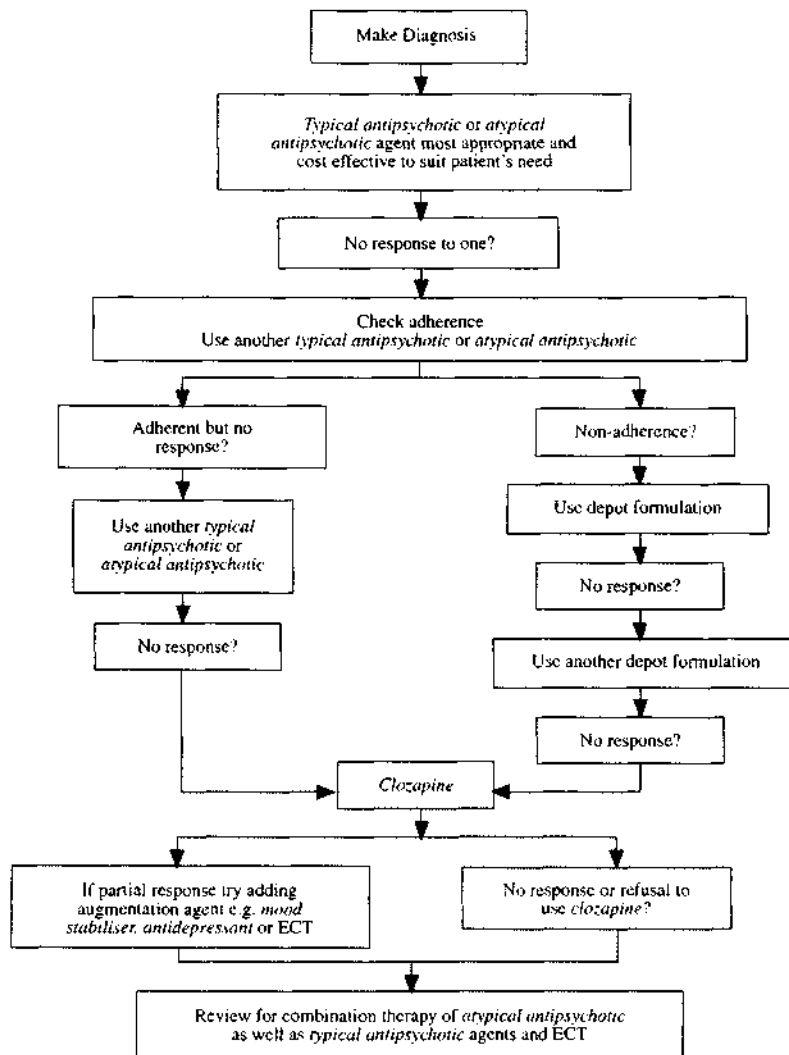 Make Diagnosis
Typical antipsychotic or atypical
antipsychotic agent most appropriate and
cost effective to suit patient's need
No response to one?
Check adherence
Use another typical antipsychotic or atypical antipsychotic
Adherent but no
response?
Use another typical
antipsychotic or
atypical antipsychotic
No response?
Non-adherence?
Use depot formulation
No response?
Use another depot formulation
No response?
Clozapine
If partial response try adding
augmentation agent e.g. mood
stabiliser, antidepressant or ECT
No response or refusal to
use clozapine?
Review for combination therapy of atypical antipsychotic
as well as typical antipsychotic agents and ECT